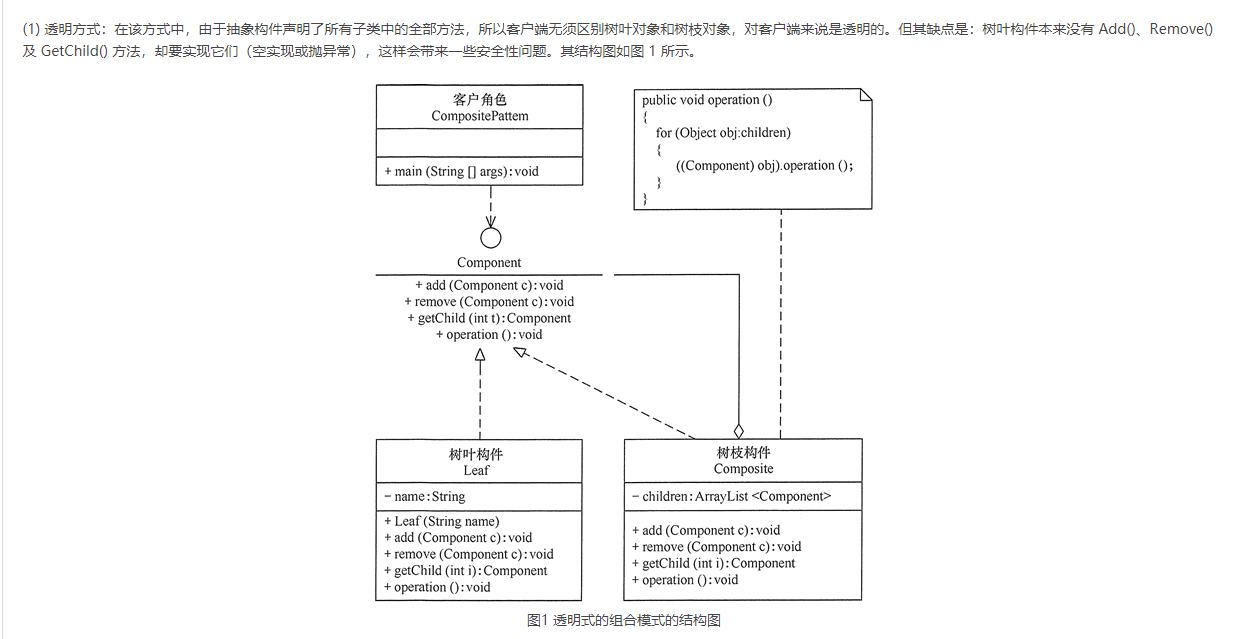 (1) 透明方式：在该方式中，由于抽象构件声明了所有子类中的全部方法，所以客户端无须区别树叶对象和树枝对象，对客户端来说是透明的。但其缺点是：树叶构件本来没有 Add()、Remove()
及 GetChild() 方法，却要实现它们（空实现或抛异常），这样会带来一些安全性问题。其结构图如图 1 所示。
客户角色
CompositePattem
+ main (String [] args):void
public void operation ()
{
for (Object obj:children)
{
((Component) obj).operation ();
}
}
Component
+ add (Component c):void
+ remove (Component c):void
+ getChild (int t):Component
+ operation ():void
树叶构件
Leaf
− name:String
+ Leaf (String name)
+ add (Component c):void
+ remove (Component c):void
+ getChild (int i):Component
+ operation ():void
树枝构件
Composite
− children:ArrayList <Component>
+ add (Component c):void
+ remove (Component c):void
+ getChild (int i):Component
+ operation ():void
图1 透明式的组合模式的结构图